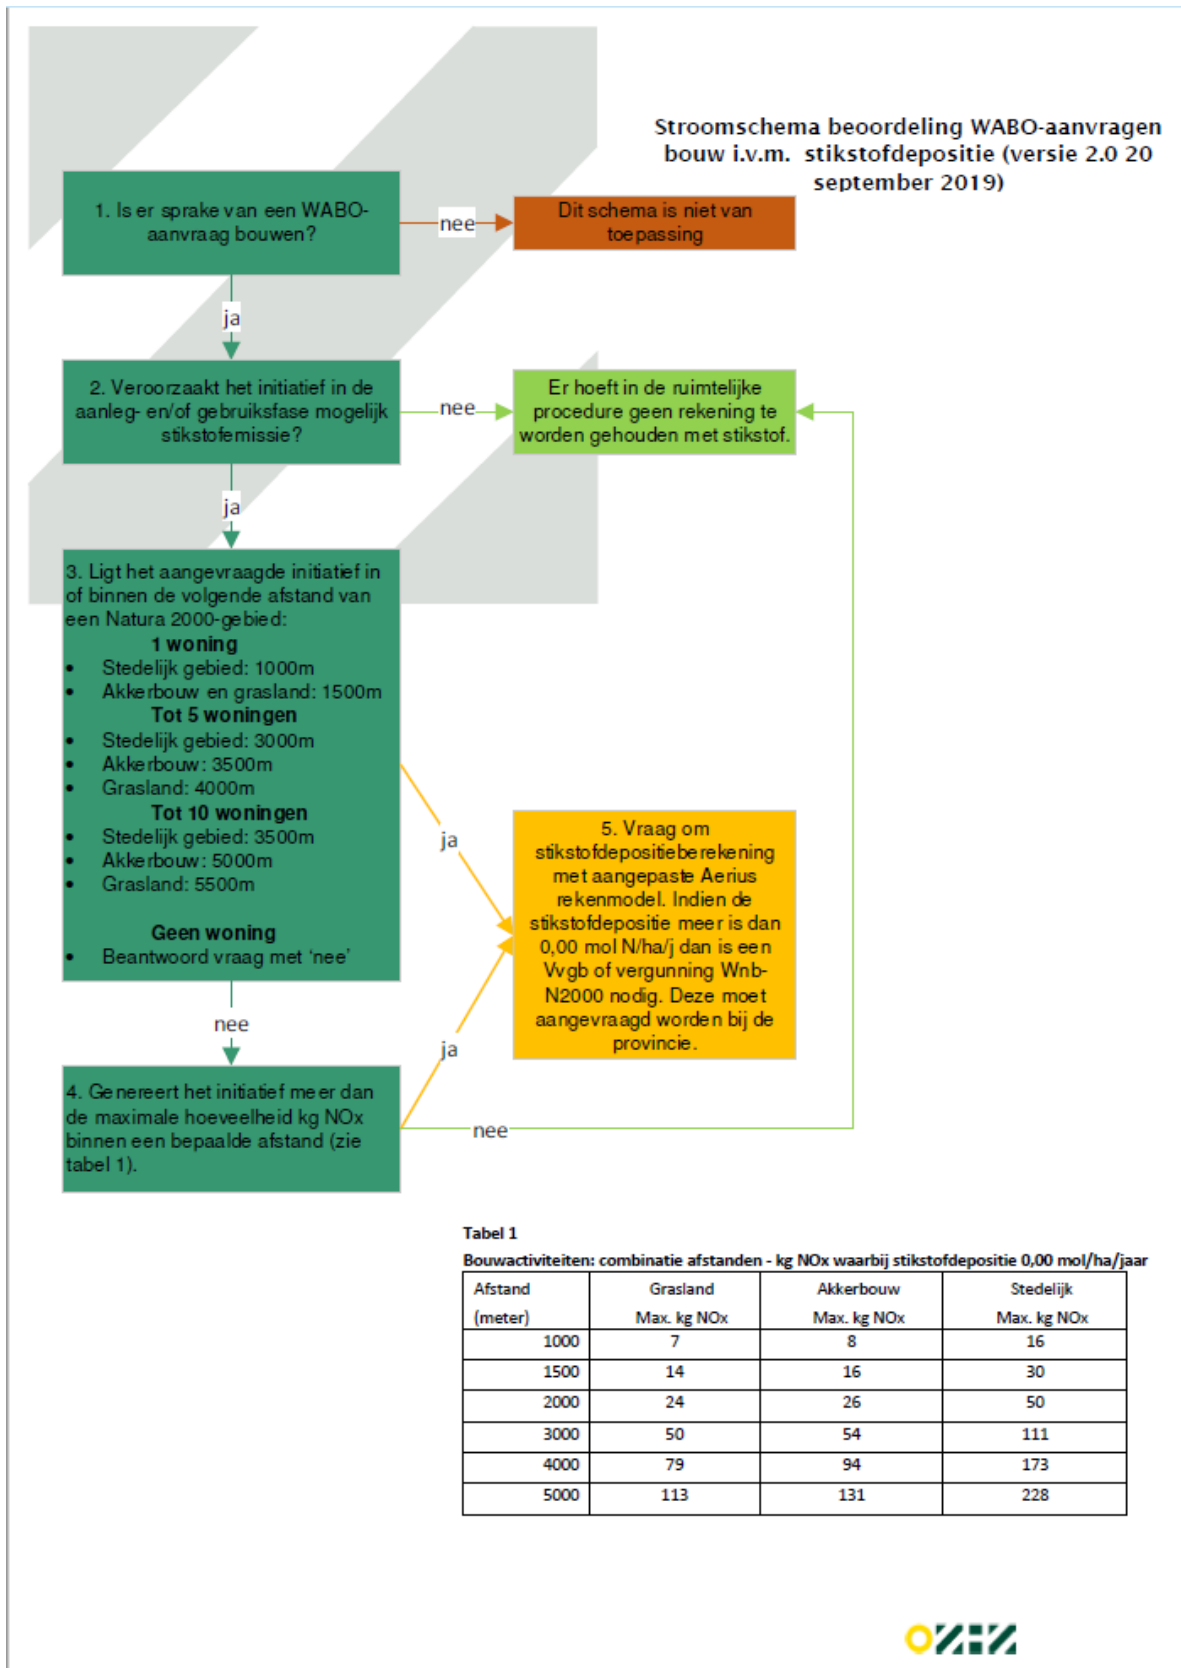 Stroomschema beoordeling WABO-aanvragen
bouw i.v.m. stikstofdepositie (versie 2.0 20
september 2019)
1. Is er sprake van een WABO-
aanvraag bouwen?
nee
Dit schema is niet van
toepassing
ja
2. Veroorzaakt het initiatief in de
aanleg- en/of gebruiksfase mogelijk
stikstofemissie?
nee
Er hoeft in de ruimtelijke
procedure geen rekening te
worden gehouden met stikstof.
ja
3. Ligt het aangevraagde initiatief in
of binnen de volgende afstand van
een Natura 2000-gebied:
1 woning
• Stedelijk gebied: 1000m
• Akkerbouw en grasland: 1500m
Tot 5 woningen
• Stedelijk gebied: 3000m
• Akkerbouw: 3500m
• Grasland: 4000m
Tot 10 woningen
• Stedelijk gebied: 3500m
• Akkerbouw: 5000m
• Grasland: 5500m
Geen woning
• Beantwoord vraag met ‘nee’
ja
5. Vraag om
stikstofdepositieberekening
met aangepaste Aerius
rekenmodel. Indien de
stikstofdepositie meer is dan
0,00 mol N/ha/j dan is een
Vvgb of vergunning Wnb-
N2000 nodig. Deze moet
aangevraagd worden bij de
provincie.
nee
ja
4. Genereert het initiatief meer dan
de maximale hoeveelheid kg NOx
binnen een bepaalde afstand (zie
tabel 1).
nee
Tabel 1
Bouwactiviteiten: combinatie afstanden - kg NOx waarbij stikstofdepositie 0,00 mol/ha/jaar
Afstand Grasland Akkerbouw Stedelijk
(meter) Max. kg NOx Max. kg NOx Max. kg NOx
1000 7 8 16
1500 14 16 30
2000 24 26 50
3000 50 54 111
4000 79 94 173
5000 113 131 228
OZHZ